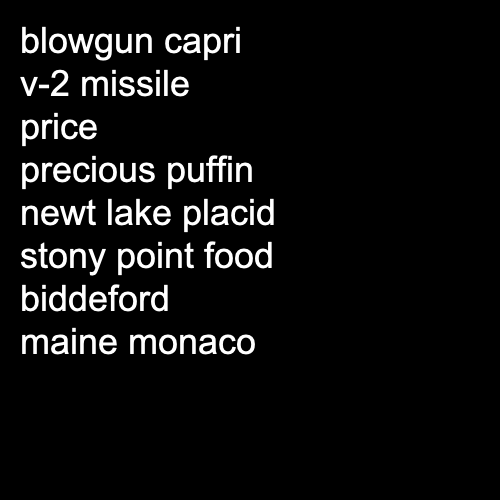 blowgun capri
v-2 missile
price
precious puffin
newt lake placid
stony point food
biddeford
maine monaco